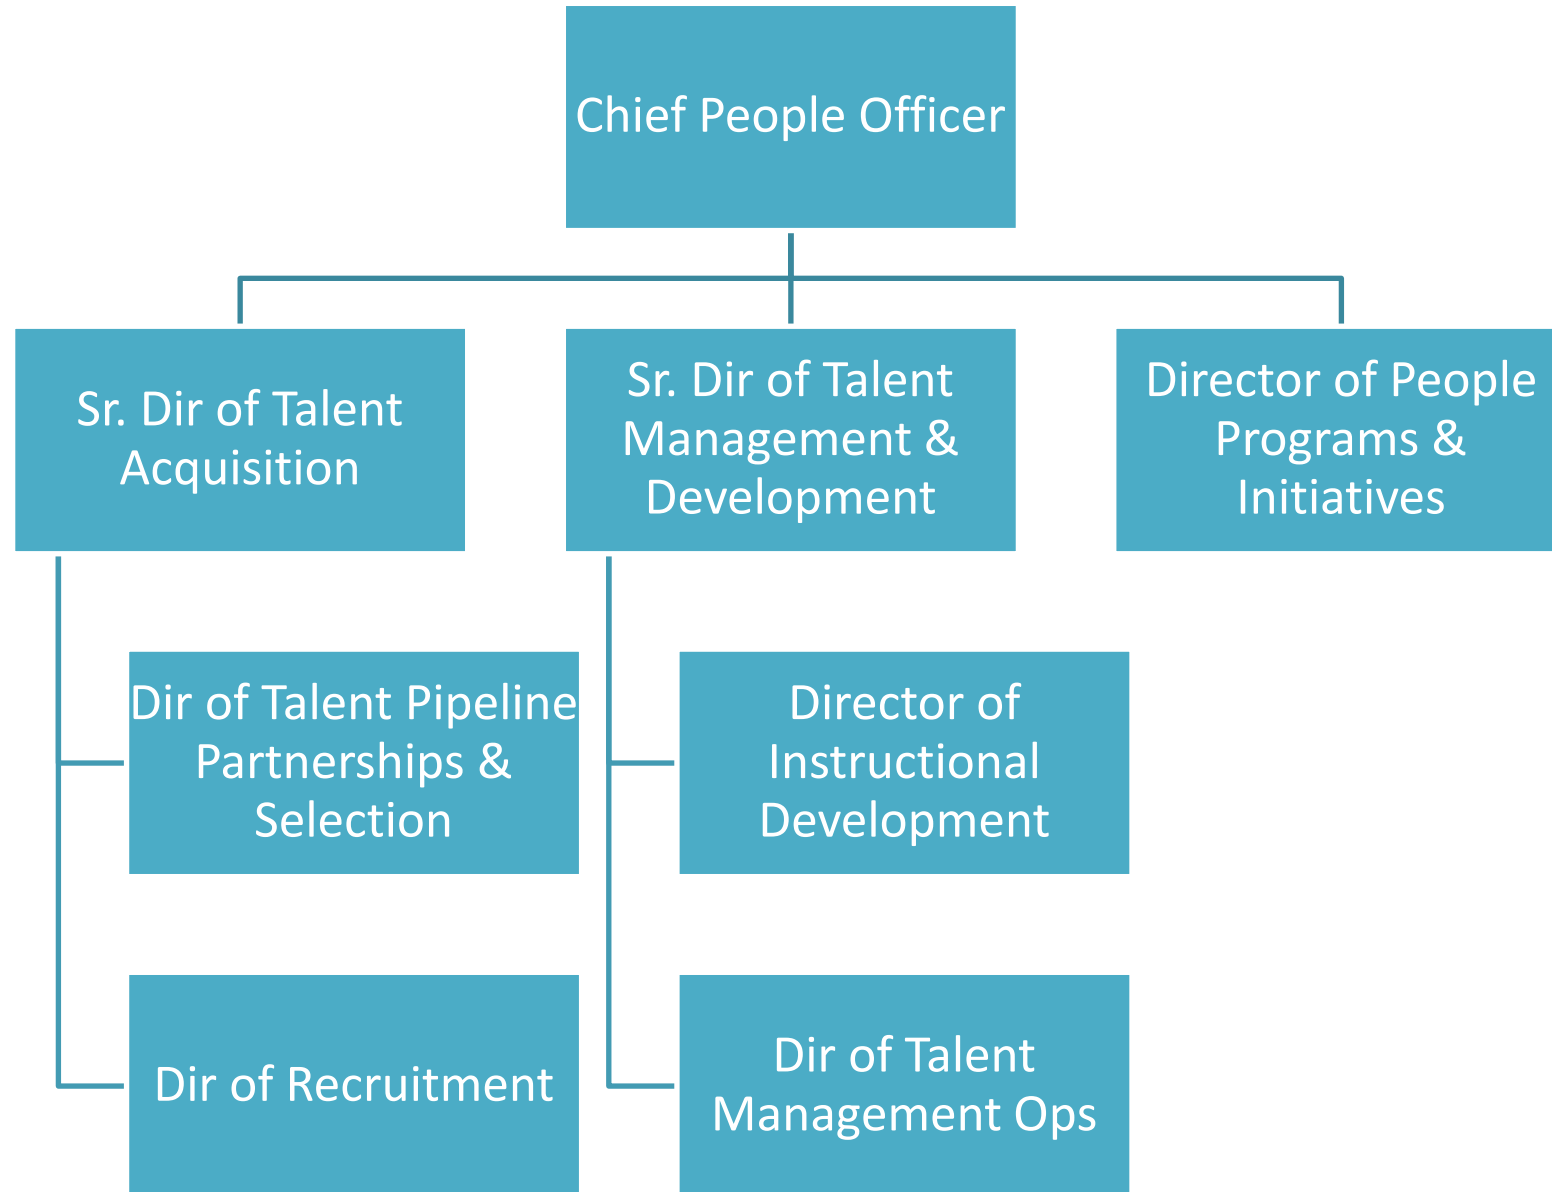 Chief People Officer
Sr. Dir of Talent
Acquisition
Sr. Dir of Talent
Management &
Development
Director of People
Programs &
Initiatives
Dir of Talent Pipeline
Partnerships &
Selection
Director of
Instructional
Development
Dir of Recruitment
Dir of Talent
Management Ops